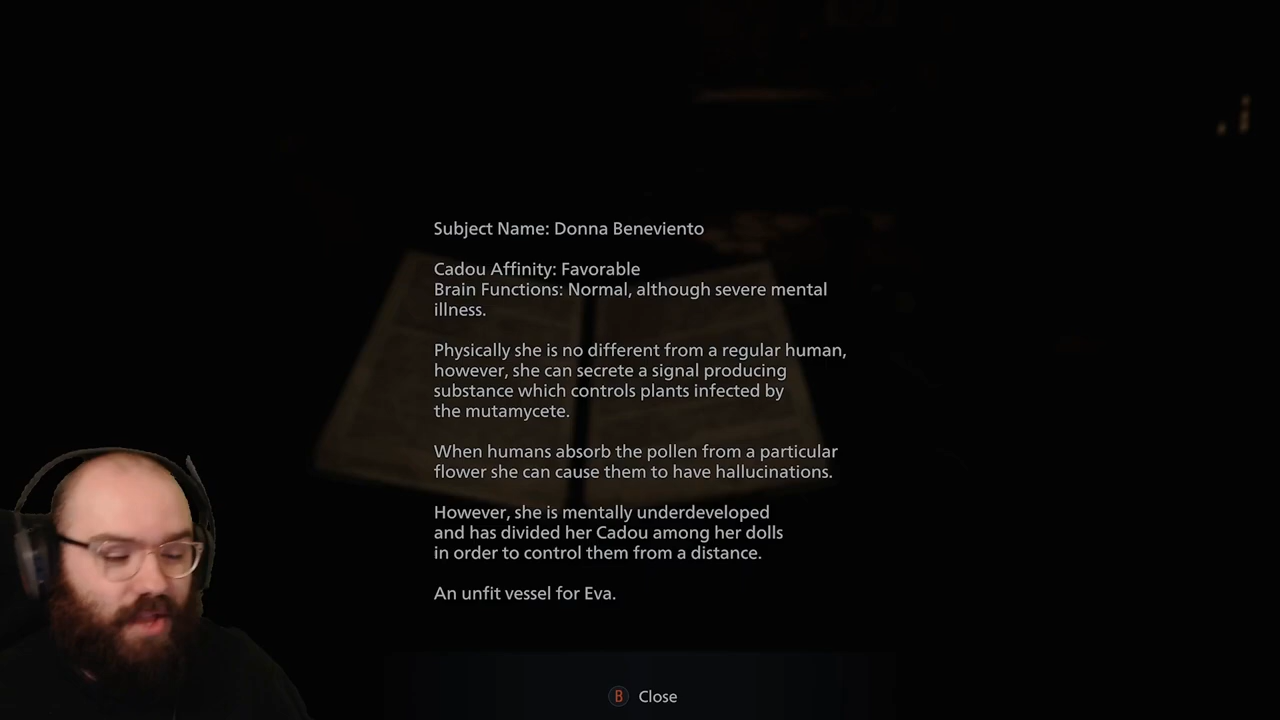 Subject Name: Donna Beneviento
Cadou Affinity: Favorable
Brain Functions: Normal, although severe mental
illness.
Physically she is no different from a regular human,
however, she can secrete a signal producing
substance which controls plants infected by
the mutamycete.
When humans absorb the pollen from a particular
flower she can cause them to have hallucinations.
However, she is mentally underdeveloped
and has divided her Cadou among her dolls
in order to control them from a distance.
An unfit vessel for Eva.
B Close